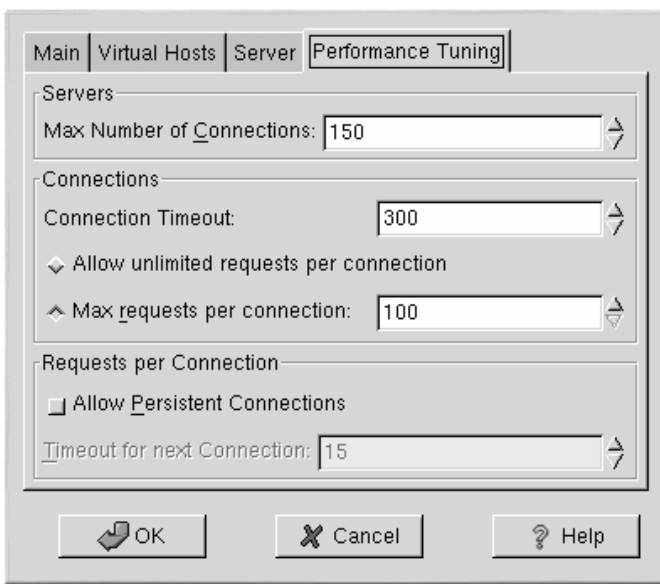 Main Virtual Hosts Server Performance Tuning
Servers
Max Number of Connections: 150
Connections
Connection Timeout: 300
Allow unlimited requests per connection
Max requests per connection: 100
Requests per Connection
Allow Persistent Connections
Timeout for next Connection: 15
OK Cancel Help